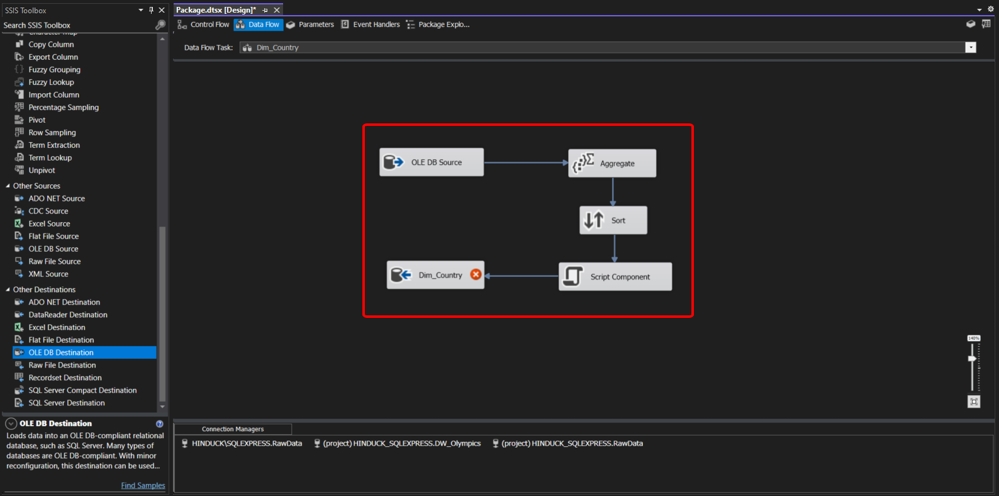 SSIS Toolbox
Search SSIS Toolbox
Character Map
Copy Column
Export Column
Fuzzy Grouping
Fuzzy Lookup
Import Column
Percentage Sampling
Pivot
Row Sampling
Term Extraction
Term Lookup
Unpivot
Other Sources
ADO NET Source
CDC Source
Excel Source
Flat File Source
OLE DB Source
Raw File Source
XML Source
Other Destinations
ADO NET Destination
DataReader Destination
Excel Destination
Flat File Destination
OLE DB Destination
Raw File Destination
Recordset Destination
SQL Server Compact Destination
SQL Server Destination
OLE DB Destination
Loads data into an OLE DB-compliant relational
database, such as SQL Server. Many types of
databases are OLE DB-compliant. With minor
reconfiguration, this destination can be used...
Find Samples
Package.dtsx [Design]*
Control Flow Data Flow Parameters Event Handlers Package Explo...
Data Flow Task: Dim_Country
OLE DB Source
Aggregate
Sort
Dim_Country
Script Component
140%
Connection Managers
HINDUCK\SQLEXPRESS.RawData (project) HINDUCK_SQLEXPRESS.DW_Olympics (project) HINDUCK_SQLEXPRESS.RawData